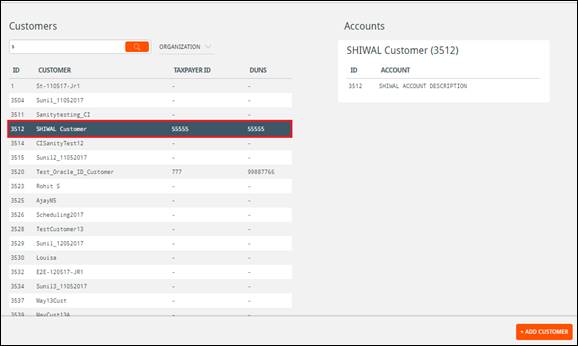 Customers
Accounts
s
ORGANIZATION
SHIWAL Customer (3512)
ID CUSTOMER TAXPAYER ID DUNS
ID ACCOUNT
1 St-110517-Jr1 - -
3512 SHIWAL ACCOUNT DESCRIPTION
3504 Sunil_11052017 - -
3511 Sanitytesting_CI - -
3512 SHIWAL Customer 55555 55555
3514 CISanityTest12 - -
3515 Sunil2_11052017 - -
3520 Test_Oracle_ID_Customer 777 99887766
3523 Rohit S - -
3525 AjayNS - -
3526 Scheduling2017 - -
3528 TestCustomer13 - -
3529 Sunil_12052017 - -
3530 Louisa - -
3532 E2E-120517-JR1 - -
3534 Sunil3_11052017 - -
3537 May13Cust - -
3539 MayCust13A - -
+ ADD CUSTOMER